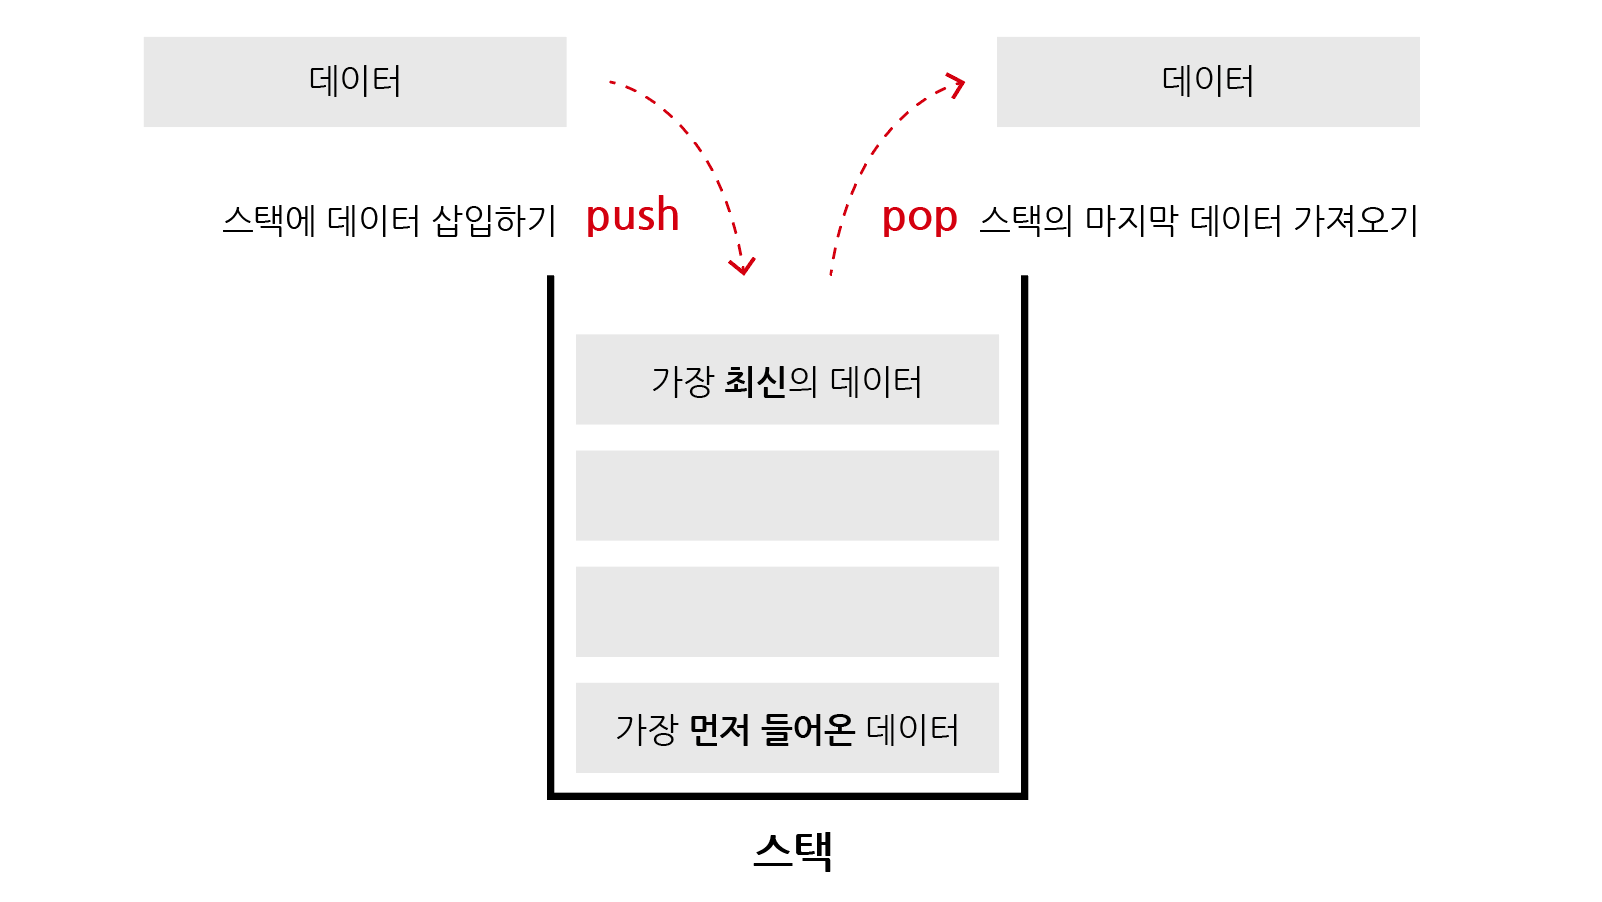 데이터
데이터
스택에 데이터 삽입하기 push
pop 스택의 마지막 데이터 가져오기
가장 최신의 데이터
가장 먼저 들어온 데이터
스택